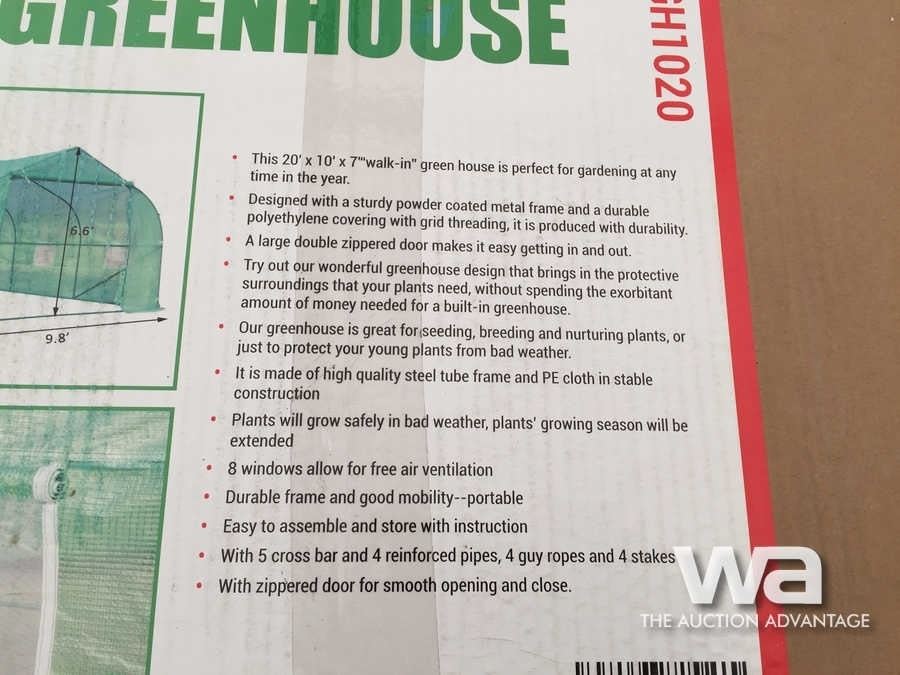 GREENHOUSE
GH1020
6.6'
9.8'
• This 20' x 10' x 7'"walk-in" green house is perfect for gardening at any
time in the year.
• Designed with a sturdy powder coated metal frame and a durable
polyethylene covering with grid threading, it is produced with durability.
• A large double zippered door makes it easy getting in and out.
• Try out our wonderful greenhouse design that brings in the protective
surroundings that your plants need, without spending the exorbitant
amount of money needed for a built-in greenhouse.
• Our greenhouse is great for seeding, breeding and nurturing plants, or
just to protect your young plants from bad weather.
• It is made of high quality steel tube frame and PE cloth in stable
construction
• Plants will grow safely in bad weather, plants' growing season will be
extended
• 8 windows allow for free air ventilation
• Durable frame and good mobility--portable
• Easy to assemble and store with instruction
• With 5 cross bar and 4 reinforced pipes, 4 guy ropes and 4 stakes
• With zippered door for smooth opening and close.
wa
THE AUCTION ADVANTAGE